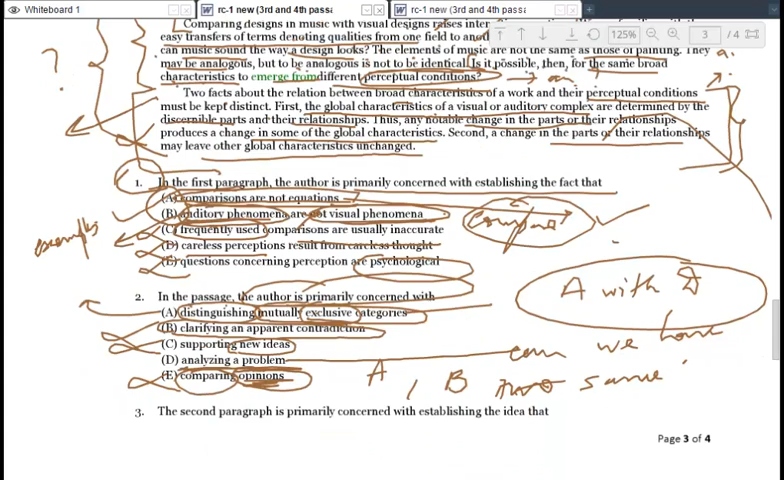 Whiteboard 1
rc-1 new (3rd and 4th passa
rc-1 new (3rd and 4th passa
125%
3 / 4
Comparing designs in music with visual designs raises inter
easy transfers of terms denoting qualities from one field to anot
can music sound the way a design looks? The elements of music are not the same as those of painting. They
may be analogous, but to be analogous is not to be identical. Is it possible, then, for the same broad
characteristics to emerge from different perceptual conditions?
Two facts about the relation between broad characteristics of a work and their perceptual conditions
must be kept distinct. First, the global characteristics of a visual or auditory complex are determined by the
discernible parts and their relationships. Thus, any notable change in the parts or their relationships
produces a change in some of the global characteristics. Second, a change in the parts or their relationships
may leave other global characteristics unchanged.
1. In the first paragraph, the author is primarily concerned with establishing the fact that
(A) comparisons are not equations
(B) auditory phenomena are not visual phenomena
(C) frequently used comparisons are usually inaccurate
(D) careless perceptions result from careless thought
(E) questions concerning perception are psychological
examples
Compare
2. In the passage, the author is primarily concerned with
(A) distinguishing mutually exclusive categories
(B) clarifying an apparent contradiction
(C) supporting new ideas
(D) analyzing a problem
(E) comparing opinions
A with
can we have
A , B same
3. The second paragraph is primarily concerned with establishing the idea that
Page 3 of 4